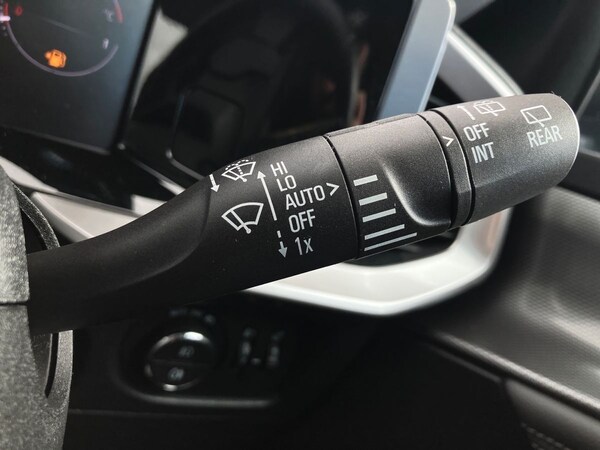 HI
LO
AUTO >
OFF
1x
> OFF
INT
REAR